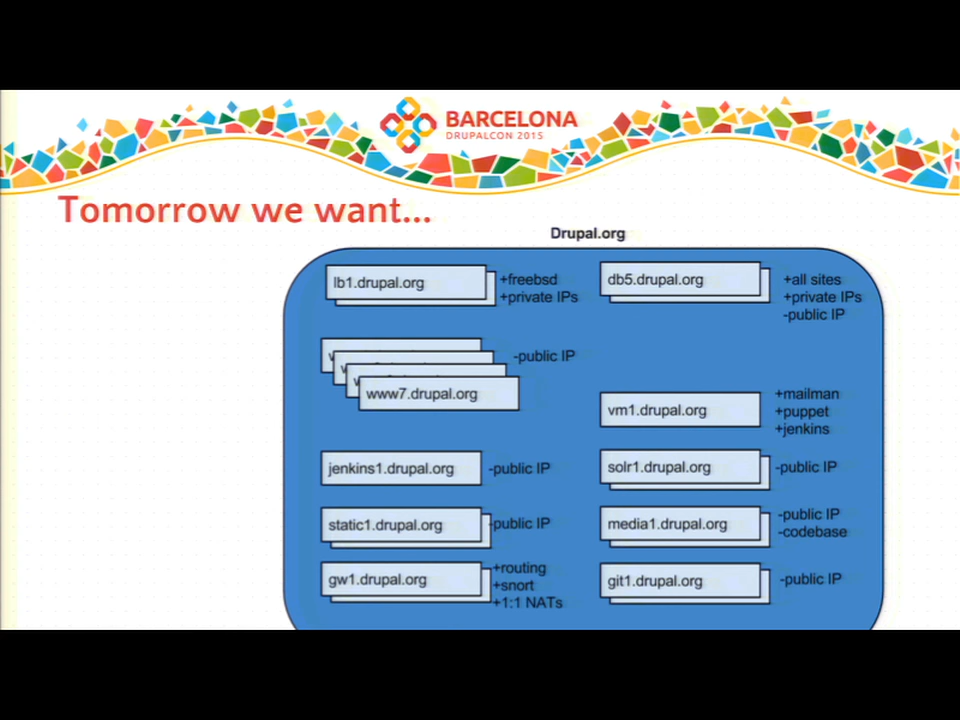 BARCELONA
DRUPALCON 2015
Tomorrow we want...
Drupal.org
lb1.drupal.org
+freebsd
+private IPs
db5.drupal.org
+all sites
+private IPs
-public IP
-public IP
www7.drupal.org
vm1.drupal.org
+mailman
+puppet
+jenkins
jenkins1.drupal.org
-public IP
solr1.drupal.org
-public IP
static1.drupal.org
-public IP
media1.drupal.org
-public IP
-codebase
gw1.drupal.org
+routing
+snort
+1:1 NATs
git1.drupal.org
-public IP